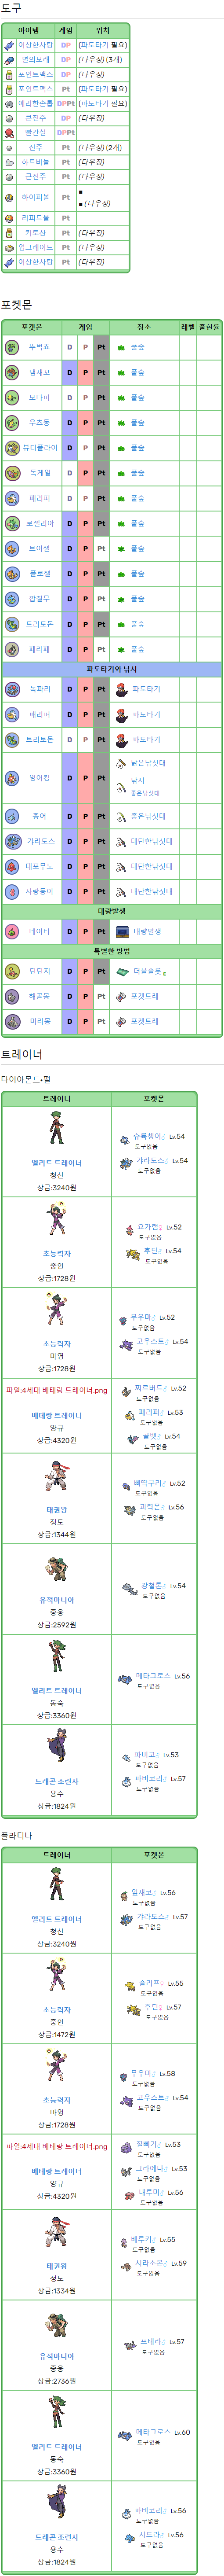 도구
아이템 게임 위치
이상한사탕 DP (파도타기 필요)
별의모래 DP (다우징) (3개)
포인트맥스 DP (다우징)
포인트맥스 Pt (파도타기 필요)
예리한손톱 DPPt (파도타기 필요)
큰진주 DP (다우징)
빨간실 DPPt
진주 Pt (다우징) (2개)
하트비늘 Pt (다우징)
큰진주 Pt (다우징)
하이퍼볼 Pt
(다우징)
리피드볼 Pt
키토산 Pt (다우징)
업그레이드 Pt (다우징)
이상한사탕 Pt (다우징)
포켓몬
포켓몬 게임 장소 레벨 출현률
뚜벅쵸 D P Pt 풀숲
냄새꼬 D P Pt 풀숲
모다피 D P Pt 풀숲
우츠동 D P Pt 풀숲
뷰티플라이 D P Pt 풀숲
독케일 D P Pt 풀숲
패리퍼 D P Pt 풀숲
로젤리아 D P Pt 풀숲
브이젤 D P Pt 풀숲
플로젤 D P Pt 풀숲
깝질무 D P Pt 풀숲
트리토돈 D P Pt 풀숲
페라페 D P Pt 풀숲
파도타기와 낚시
독파리 D P Pt 파도타기
패리퍼 D P Pt 파도타기
트리토돈 D P Pt 파도타기
잉어킹 D P Pt 낡은낚싯대
낚시
좋은낚싯대
총어 D P Pt 좋은낚싯대
갸라도스 D P Pt 대단한낚싯대
대포무노 D P Pt 대단한낚싯대
사랑동이 D P Pt 대단한낚싯대
대량발생
네이티 D P Pt 대량발생
특별한 방법
단단지 D P Pt 더블슬롯
해골몽 D P Pt 포켓트레
미라몽 D P Pt 포켓트레
트레이너
다이아몬드•펄
트레이너 포켓몬
엘리트 트레이너
청신
상금:3240원
슈륙챙이♂ Lv.54
도구없음
갸라도스♂ Lv.54
도구없음
초능력자
중인
상금:1728원
요가램♀ Lv.52
도구없음
후딘♂ Lv.54
도구없음
초능력자
마명
상금:1728원
무우마♂ Lv.52
도구없음
고우스트♂ Lv.54
도구없음
파일:4세대 베테랑 트레이너.png
베테랑 트레이너
양규
상금:4320원
찌르버드♂ Lv.52
도구없음
패리퍼♂ Lv.53
도구없음
골뱃♂ Lv.54
도구없음
태권왕
정도
상금:1344원
삐딱구리♂ Lv.52
도구없음
괴력몬♂ Lv.56
도구없음
유적마니아
중웅
상금:2592원
강철톤♂ Lv.54
도구없음
엘리트 트레이너
동숙
상금:3360원
메타그로스 Lv.56
도구없음
드래곤 조련사
용수
상금:1824원
파비코♂ Lv.53
도구없음
파비코리♂ Lv.57
도구없음
플라티나
트레이너 포켓몬
엘리트 트레이너
청신
상금:3240원
잎새코♂ Lv.56
도구없음
갸라도스♂ Lv.57
도구없음
초능력자
중인
상금:1472원
슬리프♀ Lv.55
도구없음
후딘♀ Lv.57
도구없음
초능력자
마명
상금:1728원
무우마♂ Lv.58
도구없음
고우스트♂ Lv.54
도구없음
파일:4세대 베테랑 트레이너.png
베테랑 트레이너
양규
상금:4320원
질뻐기♂ Lv.53
도구없음
그라에나♂ Lv.53
도구없음
내루미♂ Lv.56
도구없음
태권왕
정도
상금:1334원
배루키♂ Lv.55
도구없음
시라소몬♂ Lv.59
도구없음
유적마니아
중웅
상금:2736원
프테라♂ Lv.57
도구없음
엘리트 트레이너
동숙
상금:3360원
메타그로스 Lv.60
도구없음
드래곤 조련사
용수
상금:1824원
파비코리♂ Lv.56
도구없음
시드라♂ Lv.56
도구없음